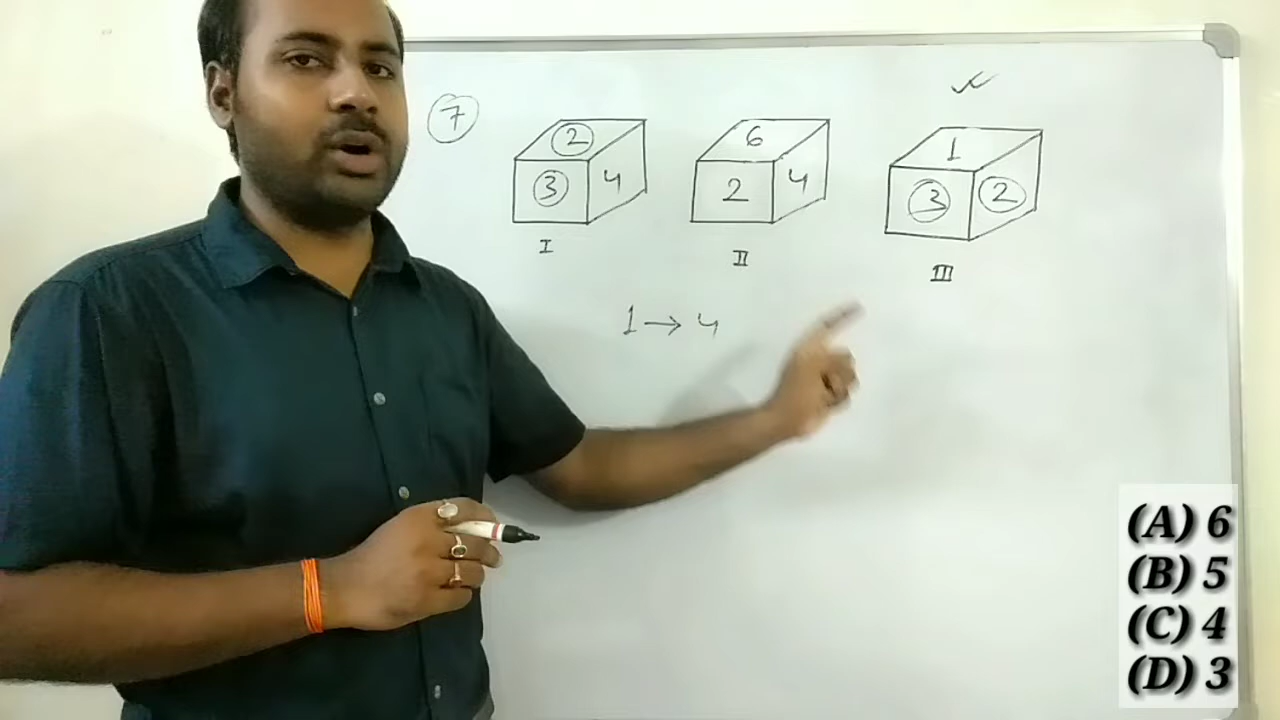 7
2
3 4
I
6
2 4
II
1
3 2
III
1 → 4
(A) 6
(B) 5
(C) 4
(D) 3